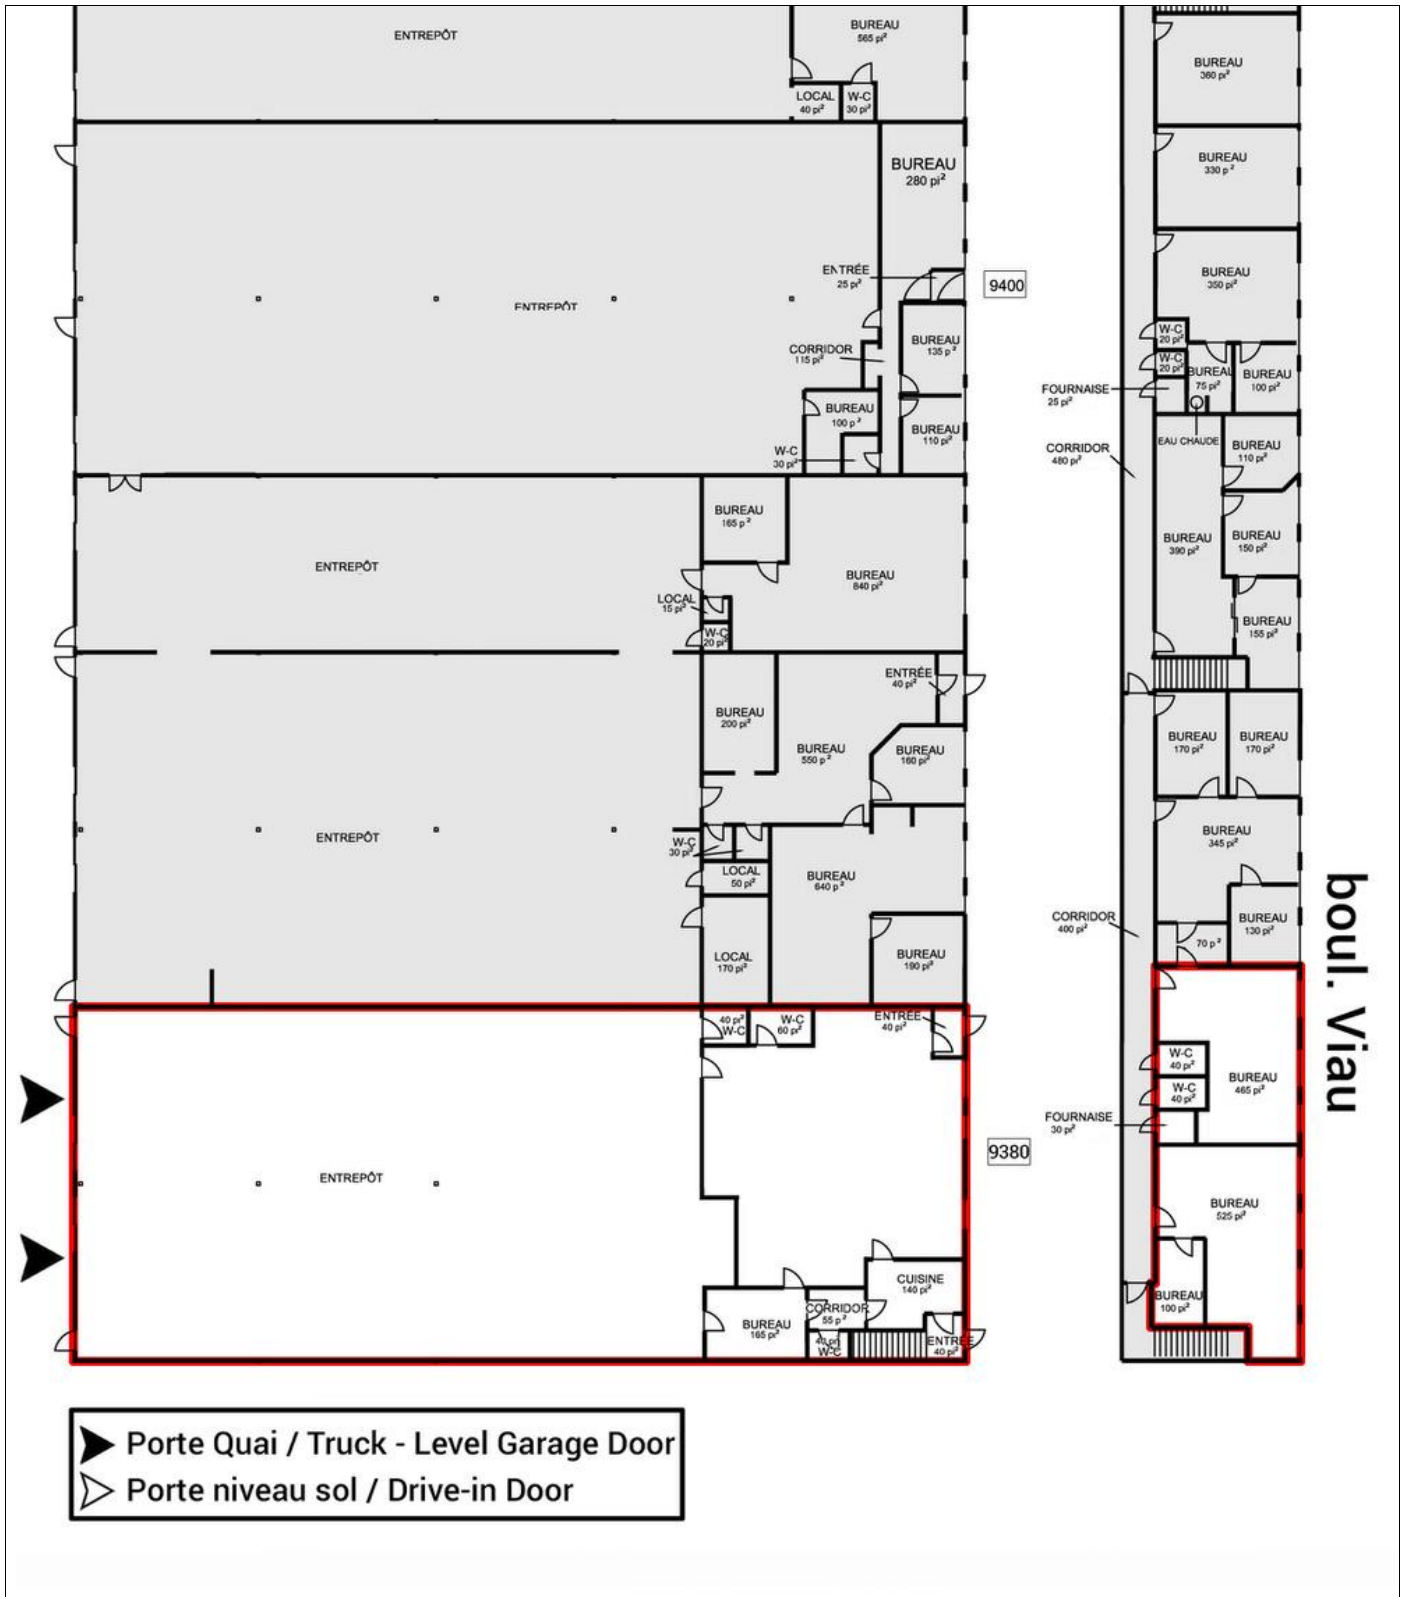 ENTREPÔT
BUREAU
565 pi²
LOCAL
40 pi²
W-C
30 pi²
BUREAU
280 pi²
ENTRÉE
25 pi²
9400
ENTREPÔT
CORRIDOR
115 pi²
BUREAU
135 p²
BUREAU
100 p²
BUREAU
110 pi²
W-C
30 pi²
BUREAU
165 p²
ENTREPÔT
BUREAU
840 pi²
LOCAL
15 pi²
W-C
20 pi²
ENTRÉE
40 pi²
BUREAU
200 pi²
BUREAU
550 p²
BUREAU
160 pi²
ENTREPÔT
W-C
30 pi²
LOCAL
50 pi²
BUREAU
640 p²
LOCAL
170 pi²
BUREAU
190 pi²
40 pi²
W-C
W-C
60 pi²
ENTRÉE
40 pi²
9380
ENTREPÔT
CUISINE
140 pi²
CORRIDOR
55 p²
BUREAU
165 pi²
40 pi²
W-C
ENTRÉE
40 pi²
BUREAU
360 pi²
BUREAU
330 p²
BUREAU
350 pi²
W-C
20 pi²
W-C
20 pi²
BUREAU
75 pi²
BUREAU
100 pi²
FOURNAISE
25 pi²
EAU CHAUDE
CORRIDOR
480 pi²
BUREAU
110 pi²
BUREAU
390 pi²
BUREAU
150 pi²
BUREAU
155 pi²
BUREAU
170 pi²
BUREAU
170 pi²
BUREAU
345 pi²
CORRIDOR
400 pi²
BUREAU
130 pi²
70 p²
W-C
40 pi²
W-C
40 pi²
BUREAU
465 pi²
FOURNAISE
30 pi²
BUREAU
525 pi²
BUREAU
100 pi²
boul. Viau
Porte Quai / Truck - Level Garage Door
Porte niveau sol / Drive-in Door